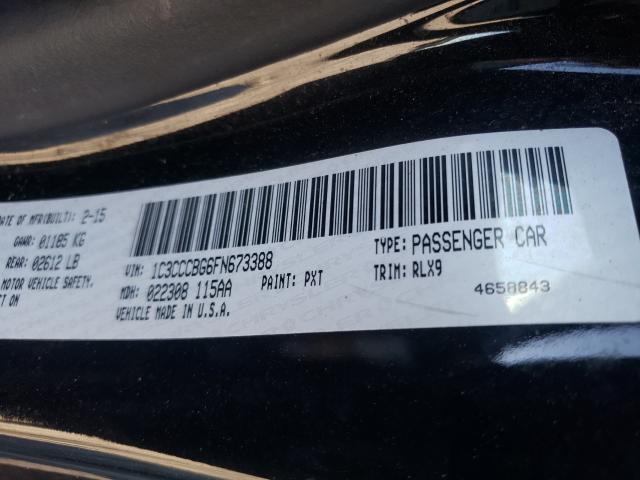 DATE OF MFR(BUILT): 2-15
GAWR: 01185 KG
REAR: 02612 LB
MOTOR VEHICLE SAFETY.
CT ON
VIN: 1C3CCCBG6FN673388
TYPE: PASSENGER CAR
MDH: 022308 115AA
PAINT: PXT
TRIM: RLX9
VEHICLE MADE IN U.S.A.
4658843